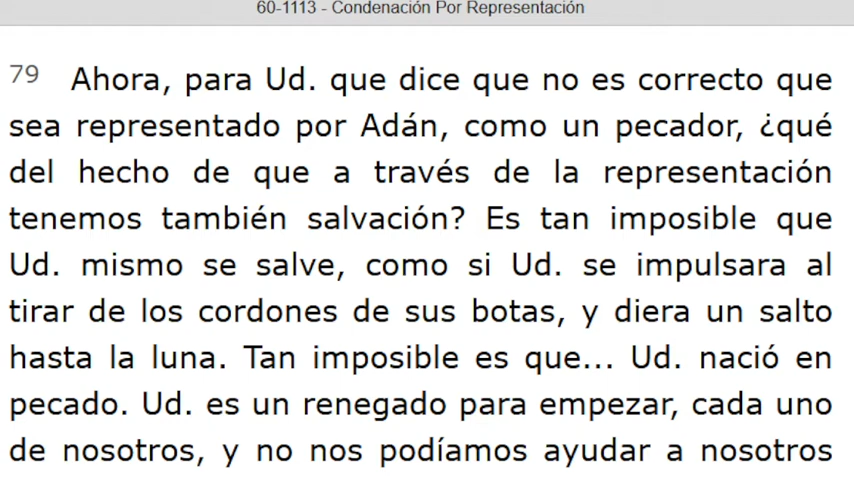 60-1113 - Condenación Por Representación
79 Ahora, para Ud. que dice que no es correcto que
sea representado por Adán, como un pecador, ¿qué
del hecho de que a través de la representación
tenemos también salvación? Es tan imposible que
Ud. mismo se salve, como si Ud. se impulsara al
tirar de los cordones de sus botas, y diera un salto
hasta la luna. Tan imposible es que... Ud. nació en
pecado. Ud. es un renegado para empezar, cada uno
de nosotros, y no nos podíamos ayudar a nosotros